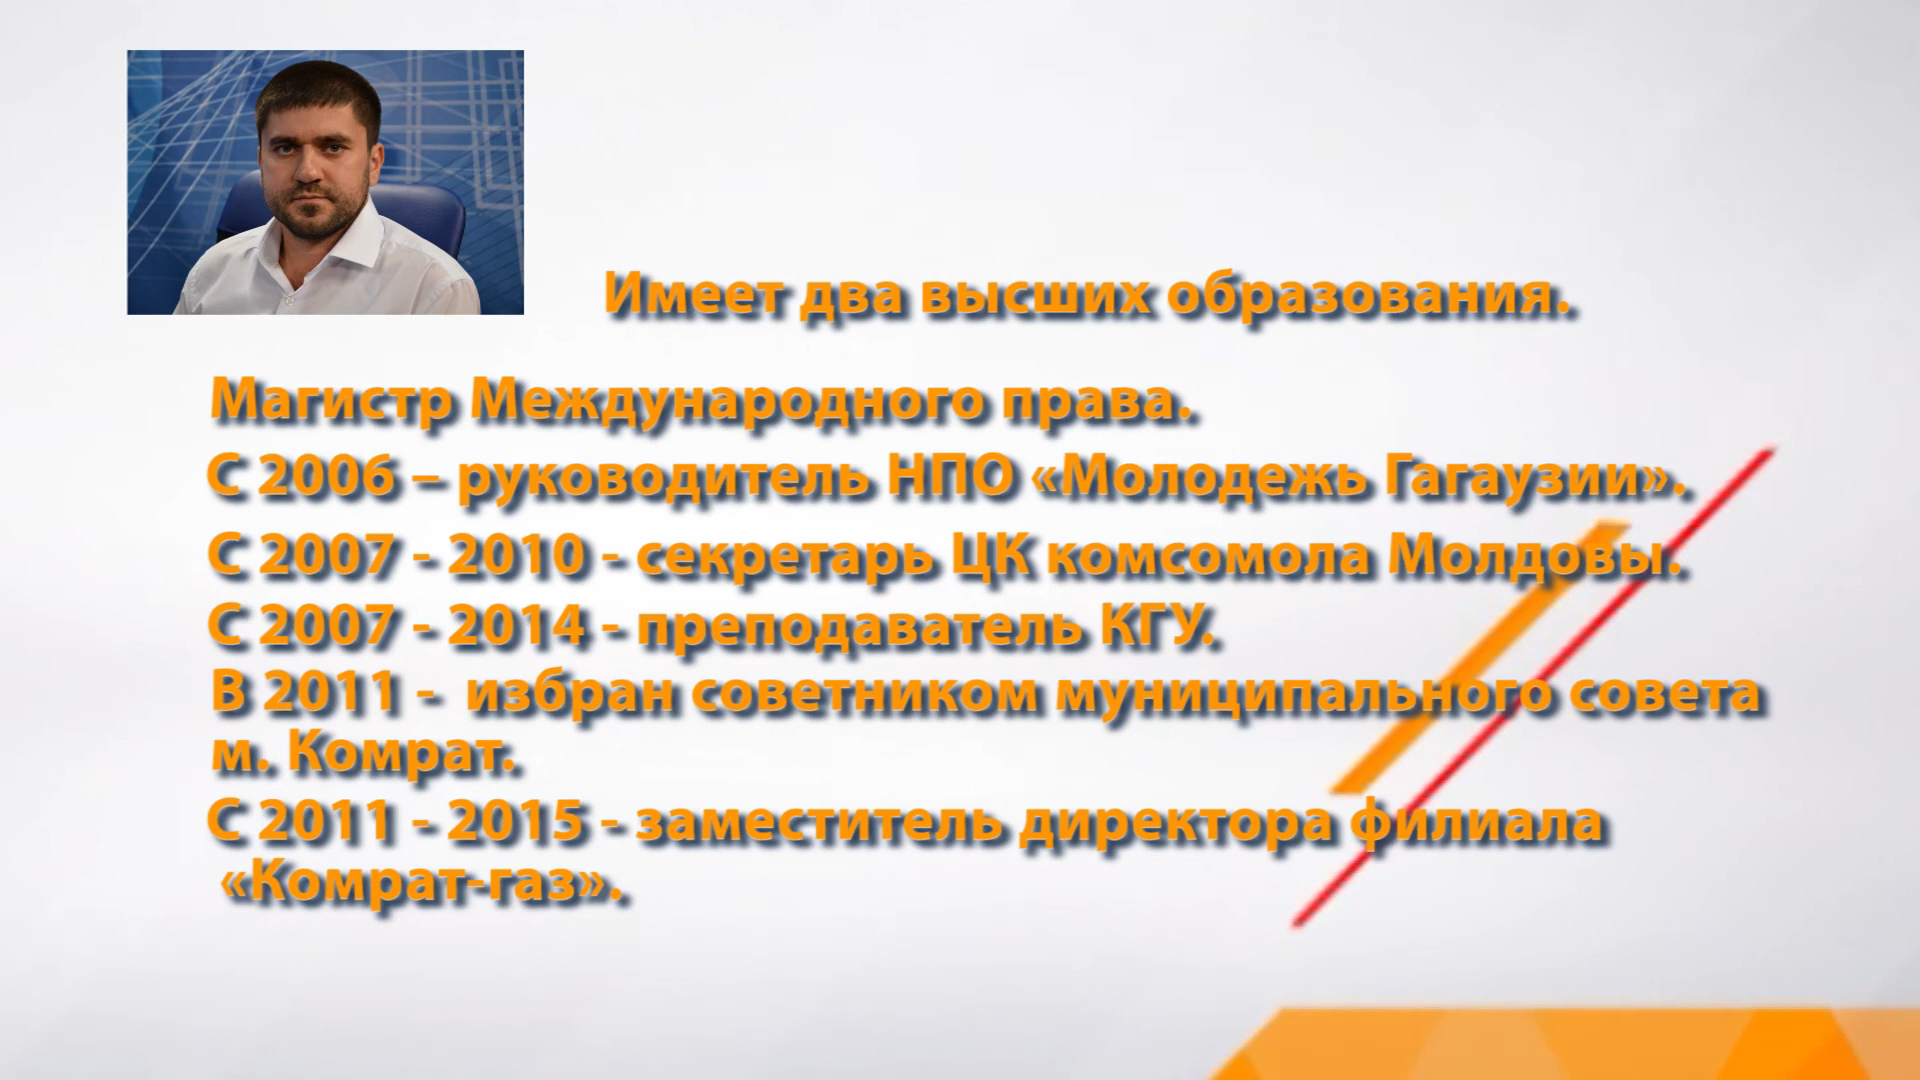 Имеет два высших образования.
Магистр Международного права.
С 2006 – руководитель НПО «Молодежь Гагаузии».
С 2007 - 2010 - секретарь ЦК комсомола Молдовы.
С 2007 - 2014 - преподаватель КГУ.
В 2011 - избран советником муниципального совета
м. Комрат.
С 2011 - 2015 - заместитель директора филиала
«Комрат-газ».